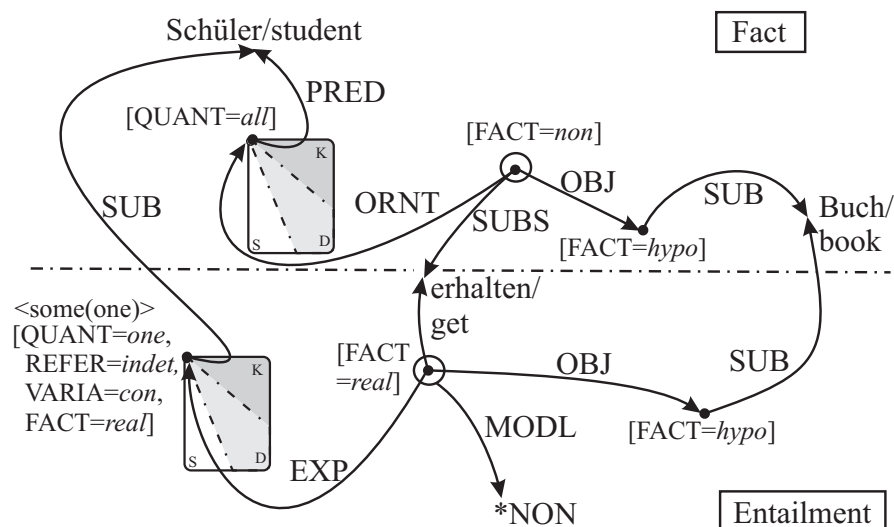 Schüler/student
Fact
PRED
[QUANT=all]
K
[FACT=non]
OBJ
SUB
SUB
ORNT
SUBS
Buch/
book
S
D
[FACT=hypo]
<some(one)>
[QUANT=one,
REFER=indet,
VARIA=con,
FACT=real]
erhalten/
get
K
[FACT
=real]
OBJ
SUB
S
D
[FACT=hypo]
MODL
EXP
*NON
Entailment